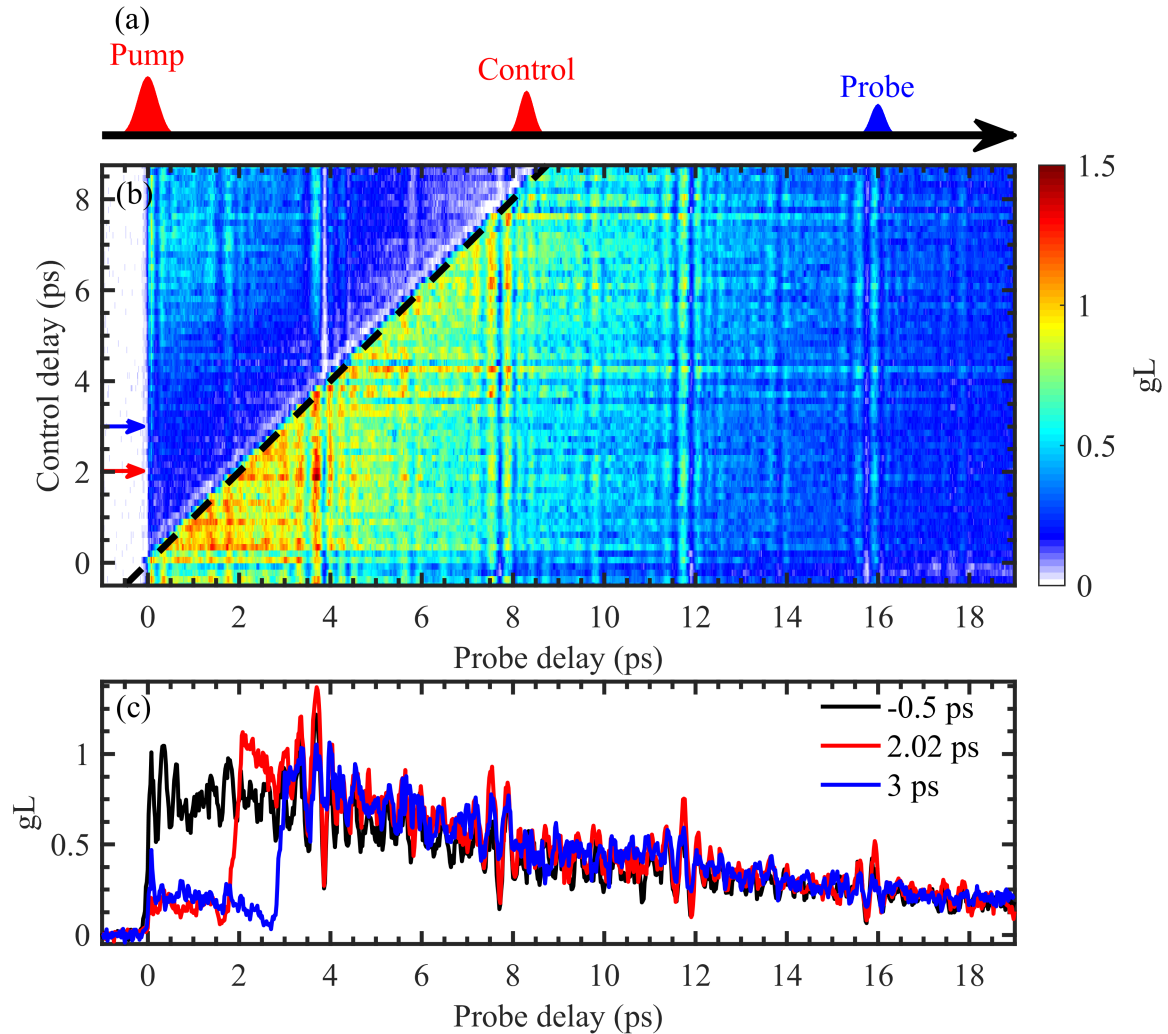 (a)
Pump
Control
Probe
(b)
8
6
4
2
0
Control delay (ps)
0 2 4 6 8 10 12 14 16 18
Probe delay (ps)
1.5
1
0.5
0
gL
(c)
-0.5 ps
2.02 ps
3 ps
1
0.5
0
gL
0 2 4 6 8 10 12 14 16 18
Probe delay (ps)